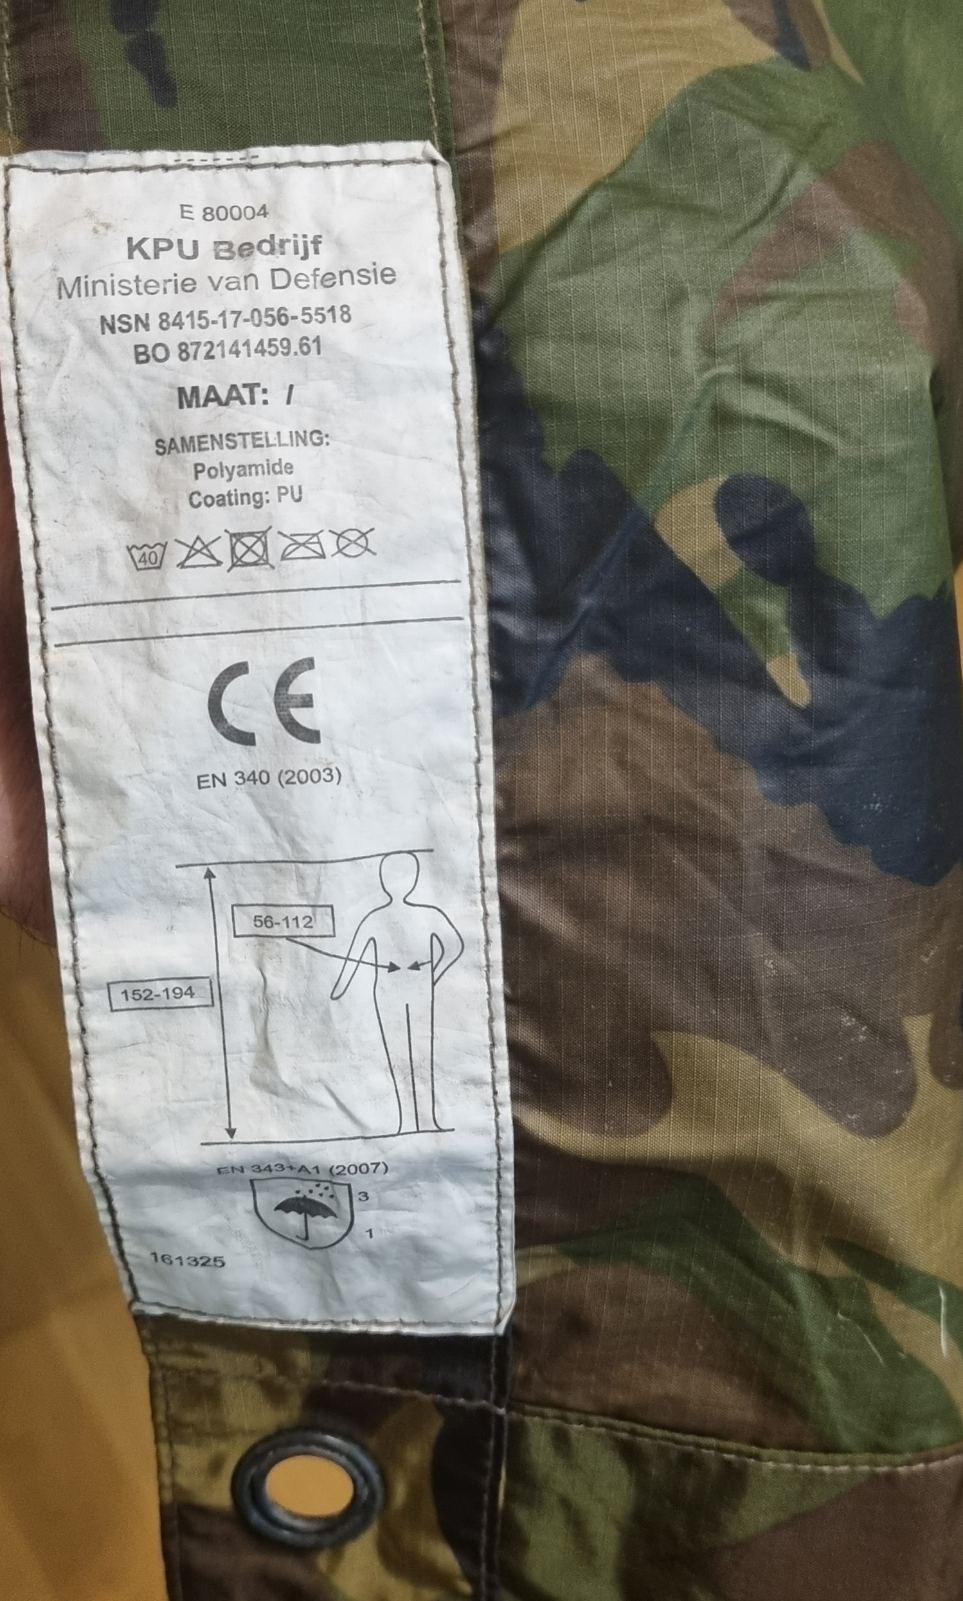 E 80004
KPU Bedrijf
Ministerie van Defensie
NSN 8415-17-056-5518
BO 872141459.61
MAAT: /
SAMENSTELLING:
Polyamide
Coating: PU
40
CE
EN 340 (2003)
56-112
152-194
EN 343+A1 (2007)
3
1
161325